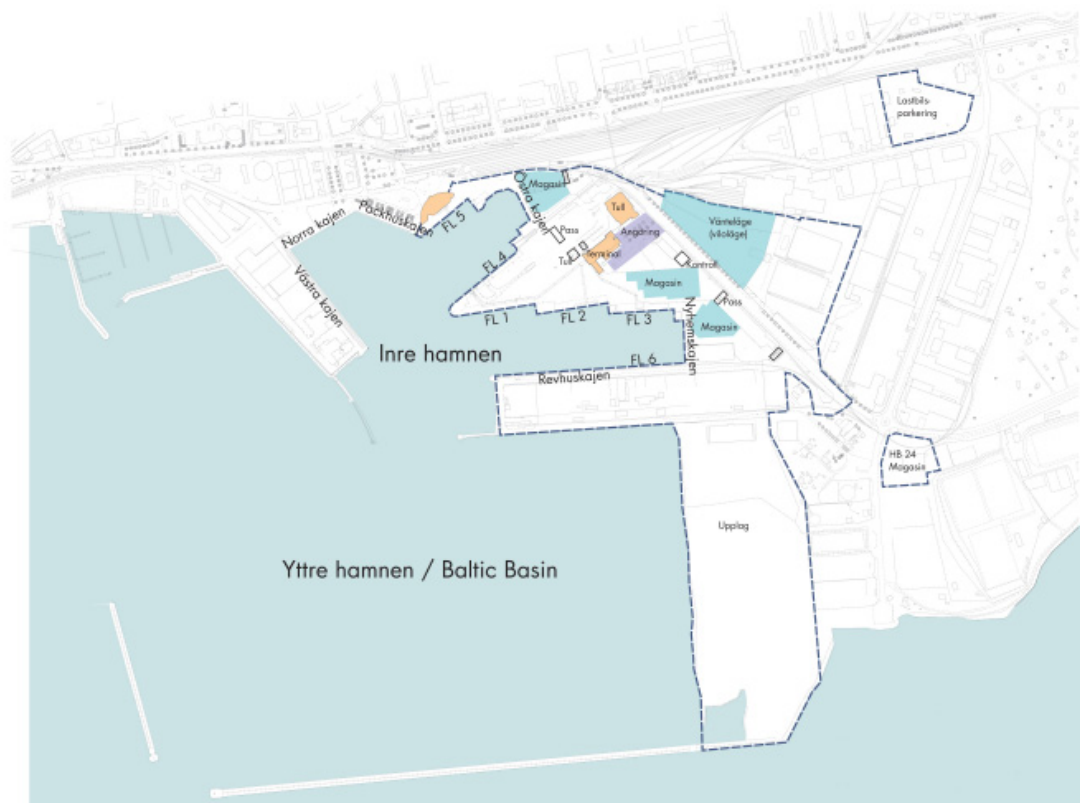 Lastbils-
parkering
Magasin
Östra kajen
Packhuskajen
FL 5
Norra kajen
Västra kajen
Tull
Vänteläge
(viloläge)
Pass
Angöring
FL 4
Tull
Terminal
Kontroll
Magasin
Pass
Nyhemskajen
FL 1
FL 2
FL 3
Magasin
Inre hamnen
FL 6
Revhuskajen
HB 24
Magasin
Upplag
Yttre hamnen / Baltic Basin